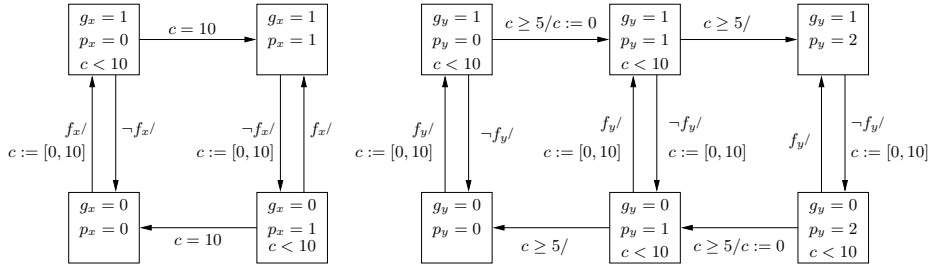 g_x = 1
p_x = 0
c < 10
c = 10
g_x = 1
p_x = 1
f_x/
c := [0, 10]
¬f_x/
¬f_x/
c := [0, 10]
f_x/
g_x = 0
p_x = 0
c = 10
g_x = 0
p_x = 1
c < 10
g_y = 1
p_y = 0
c < 10
c ≥ 5/c := 0
g_y = 1
p_y = 1
c < 10
c ≥ 5/
g_y = 1
p_y = 2
f_y/
c := [0, 10]
¬f_y/
f_y/
c := [0, 10]
¬f_y/
c := [0, 10]
f_y/
¬f_y/
c := [0, 10]
g_y = 0
p_y = 0
c ≥ 5/
g_y = 0
p_y = 1
c < 10
c ≥ 5/c := 0
g_y = 0
p_y = 2
c < 10